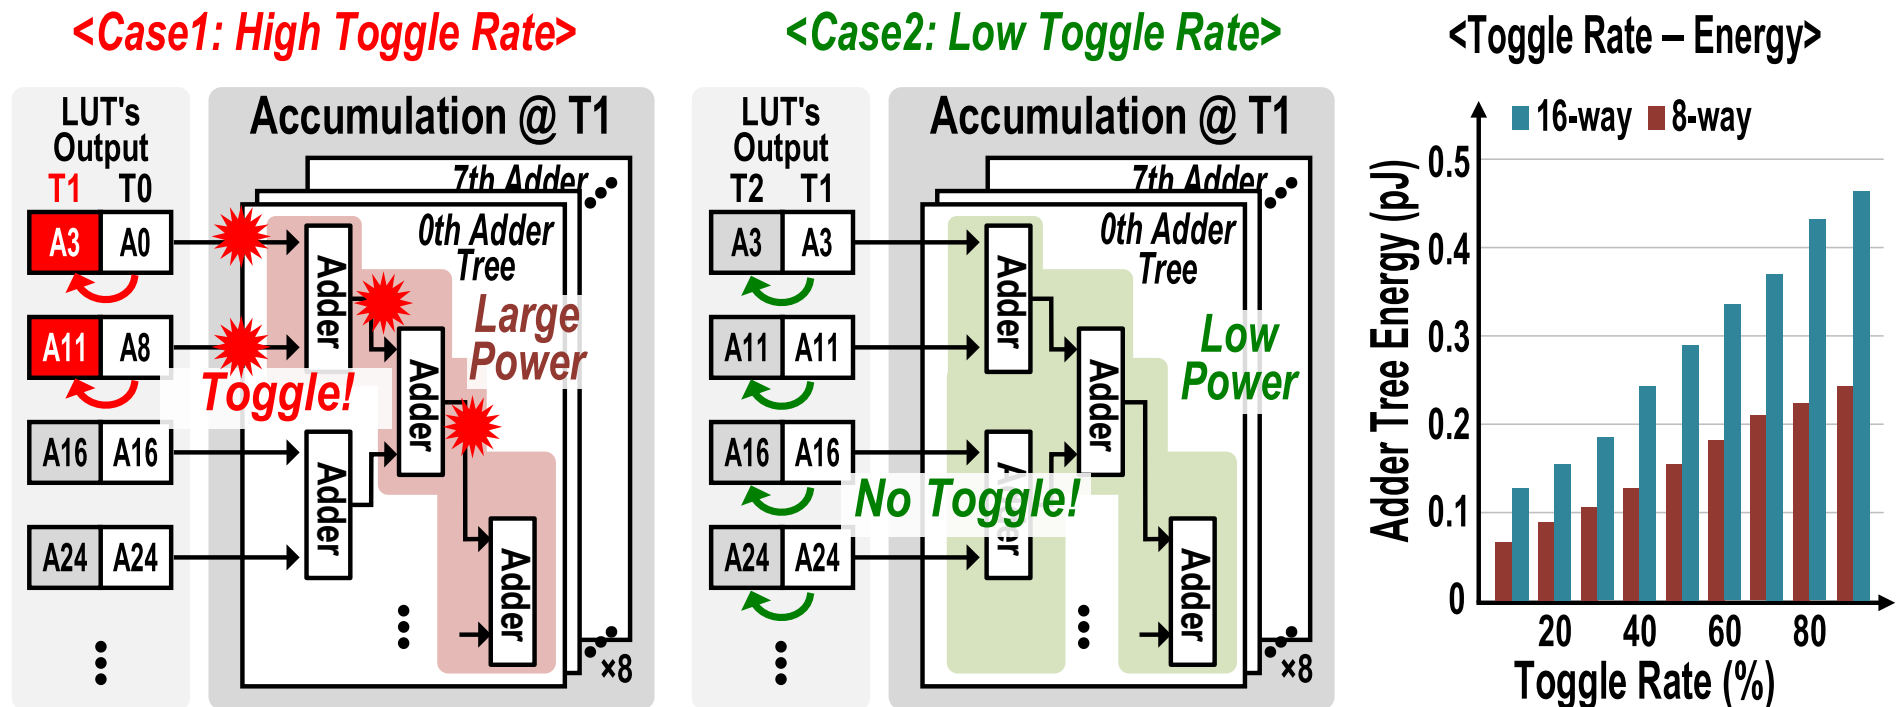 <Case1: High Toggle Rate>
LUT's
Output
T1 T0
A3 A0
A11 A8
A16 A16
A24 A24
Accumulation @ T1
7th Adder
0th Adder
Tree
Adder
Adder
Adder
Adder
Large
Power
Toggle!
×8
<Case2: Low Toggle Rate>
LUT's
Output
T2 T1
A3 A3
A11 A11
A16 A16
A24 A24
Accumulation @ T1
7th Adder
0th Adder
Tree
Adder
Adder
Adder
Adder
Low
Power
No Toggle!
×8
<Toggle Rate – Energy>
16-way 8-way
Adder Tree Energy (pJ)
0.5
0.4
0.3
0.2
0.1
0
20 40 60 80
Toggle Rate (%)